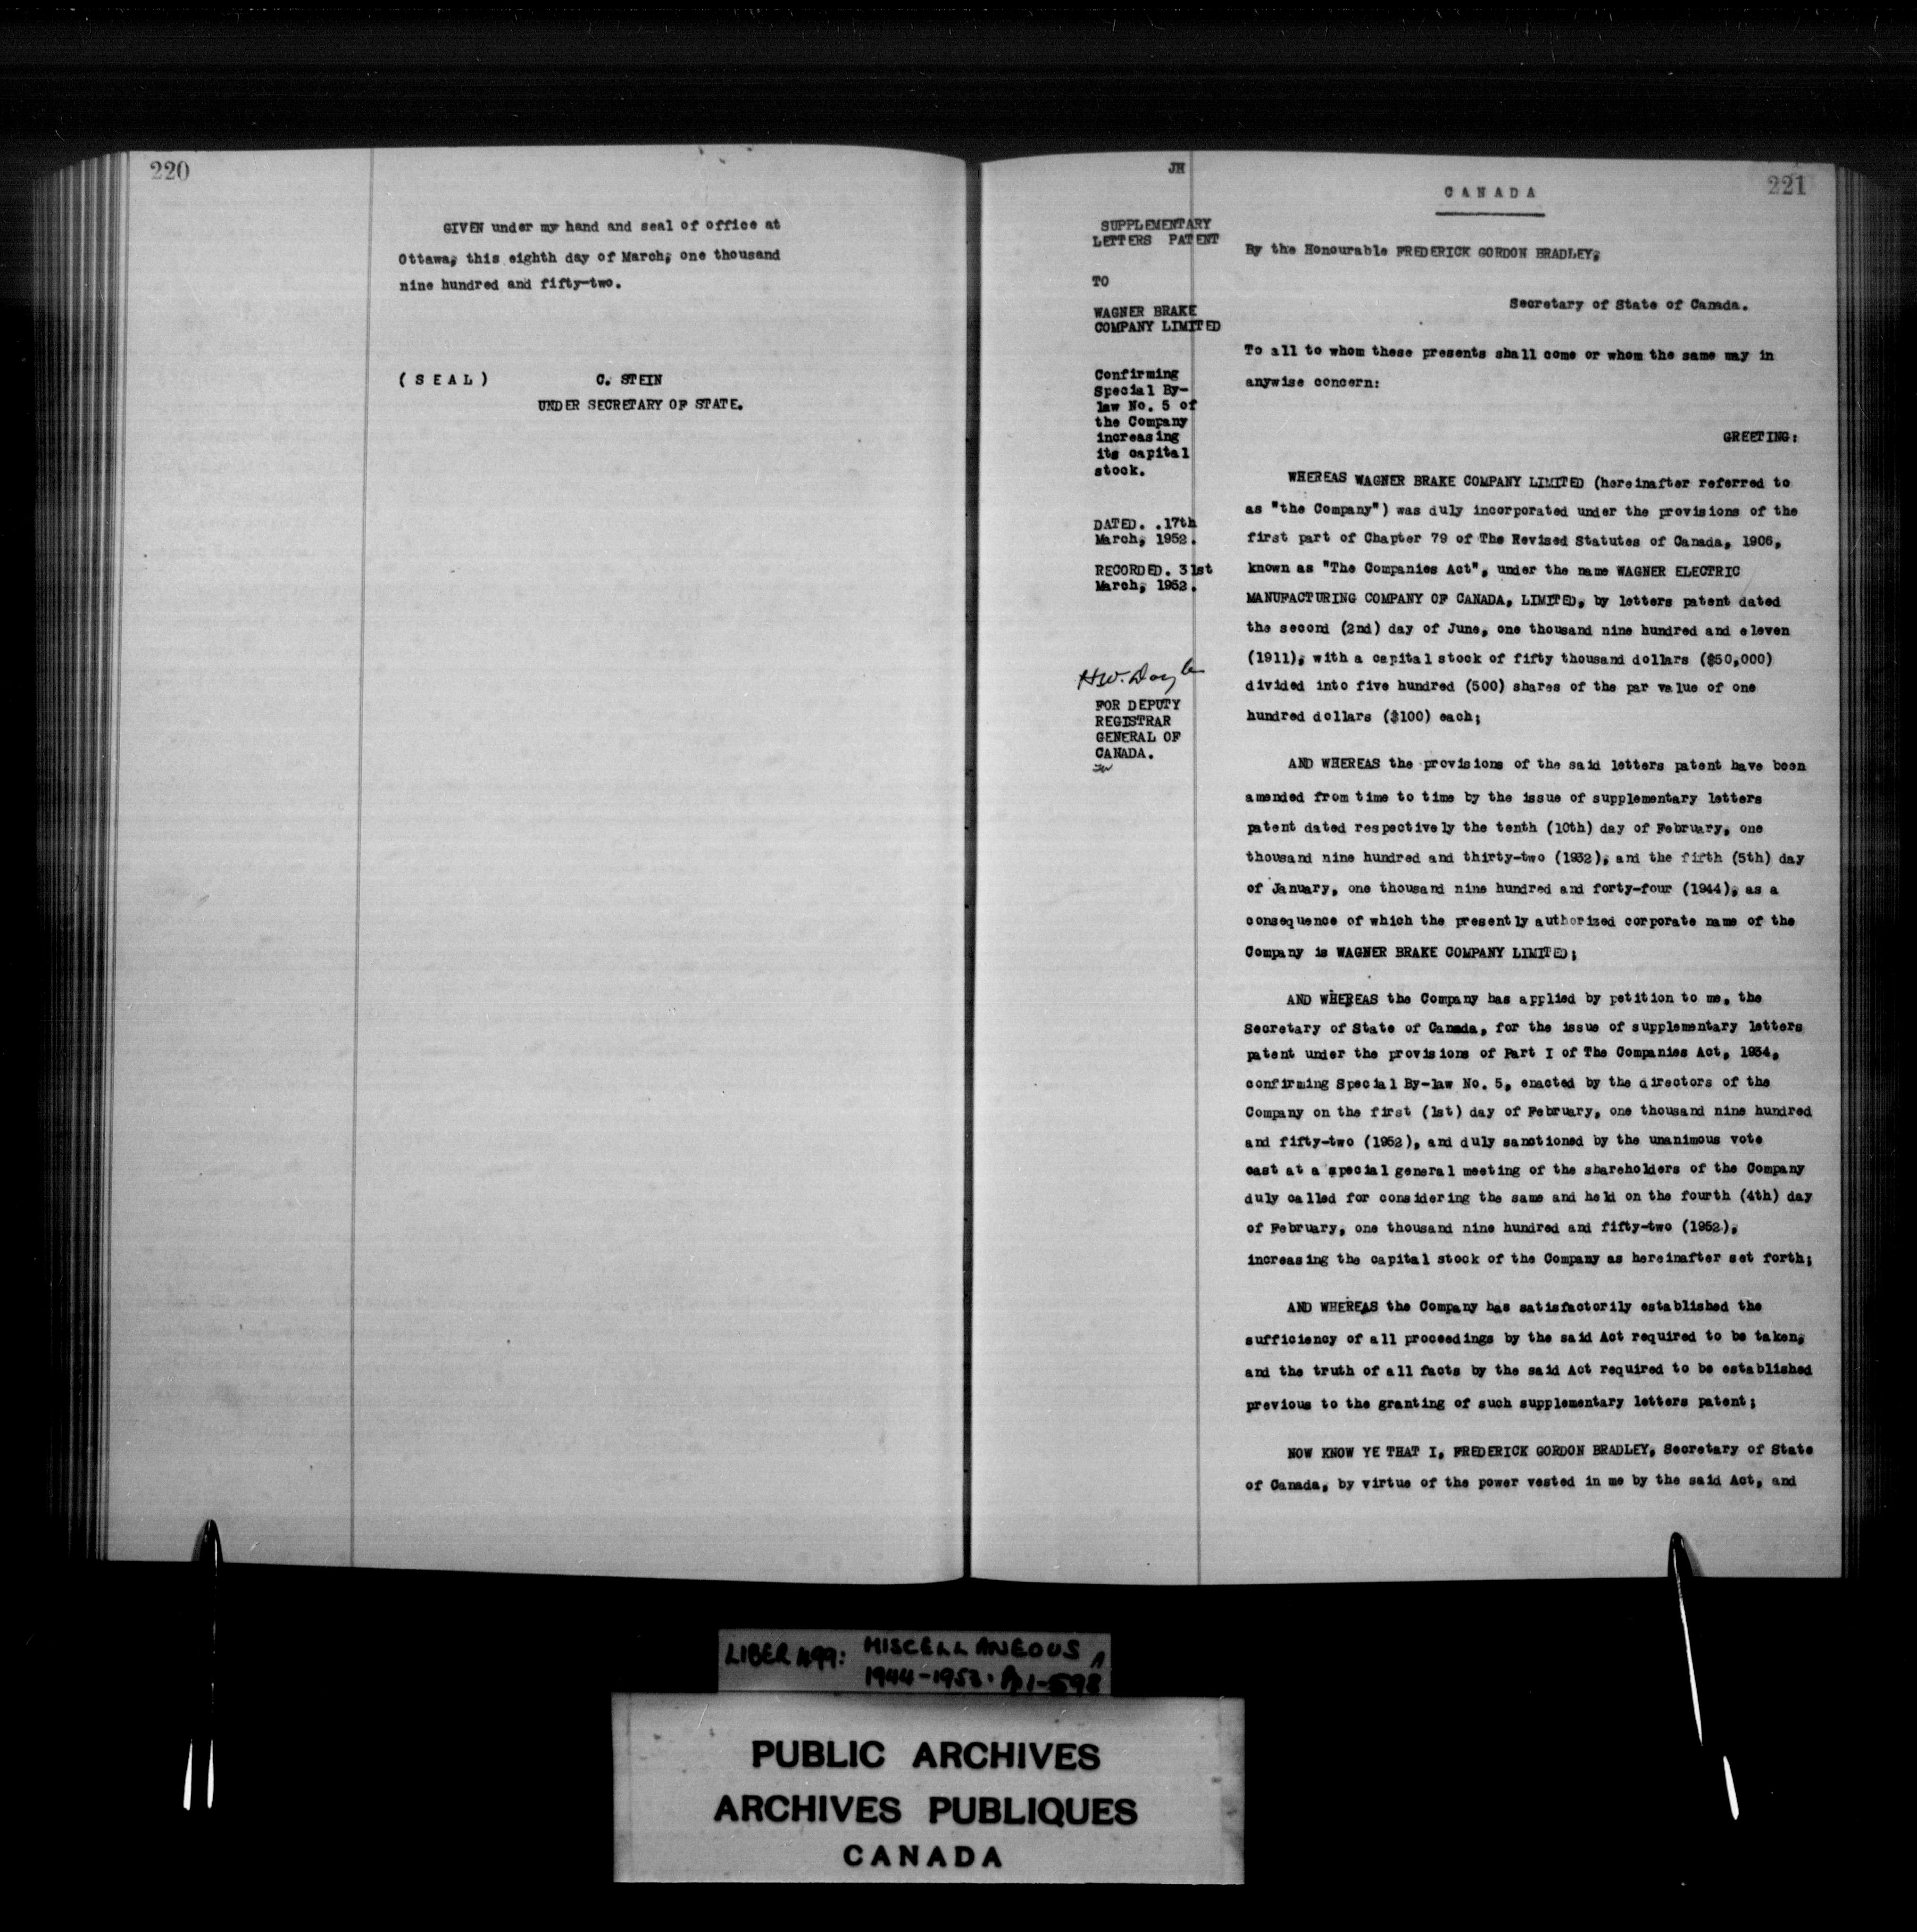 220
GIVEN under my hand and seal of office at
Ottawa, this eighth day of March, one thousand
nine hundred and fifty-two.
( S E A L )    C. STEIN
UNDER SECRETARY OF STATE.
JH
221
SUPPLEMENTARY
LETTERS PATENT
TO
WAGNER BRAKE
COMPANY LIMITED
Confirming
Special By-
law No. 5 of
the Company
increasing
its capital
stock.
DATED. .17th
March, 1952.
RECORDED. 31st
March, 1952.
H.W. Doyle
FOR DEPUTY
REGISTRAR
GENERAL OF
CANADA.
C A N A D A
By the Honourable FREDERICK GORDON BRADLEY,
Secretary of State of Canada.
To all to whom these presents shall come or whom the same may in
anywise concern:
GREETING:
WHEREAS WAGNER BRAKE COMPANY LIMITED (hereinafter referred to
as "the Company") was duly incorporated under the provisions of the
first part of Chapter 79 of The Revised Statutes of Canada, 1906,
known as "The Companies Act", under the name WAGNER ELECTRIC
MANUFACTURING COMPANY OF CANADA, LIMITED, by letters patent dated
the second (2nd) day of June, one thousand nine hundred and eleven
(1911), with a capital stock of fifty thousand dollars ($50,000)
divided into five hundred (500) shares of the par value of one
hundred dollars ($100) each;
AND WHEREAS the provisions of the said letters patent have been
amended from time to time by the issue of supplementary letters
patent dated respectively the tenth (10th) day of February, one
thousand nine hundred and thirty-two (1932), and the fifth (5th) day
of January, one thousand nine hundred and forty-four (1944), as a
consequence of which the presently authorized corporate name of the
Company is WAGNER BRAKE COMPANY LIMITED;
AND WHEREAS the Company has applied by petition to me, the
Secretary of State of Canada, for the issue of supplementary letters
patent under the provisions of Part I of The Companies Act, 1934,
confirming Special By-law No. 5, enacted by the directors of the
Company on the first (1st) day of February, one thousand nine hundred
and fifty-two (1952), and duly sanctioned by the unanimous vote
cast at a special general meeting of the shareholders of the Company
duly called for considering the same and held on the fourth (4th) day
of February, one thousand nine hundred and fifty-two (1952),
increasing the capital stock of the Company as hereinafter set forth;
AND WHEREAS the Company has satisfactorily established the
sufficiency of all proceedings by the said Act required to be taken,
and the truth of all facts by the said Act required to be established
previous to the granting of such supplementary letters patent;
NOW KNOW YE THAT I, FREDERICK GORDON BRADLEY, Secretary of State
of Canada, by virtue of the power vested in me by the said Act, and
LIBER 499: MISCELLANEOUS A
1944-1953. Pp 1-598
PUBLIC ARCHIVES
ARCHIVES PUBLIQUES
CANADA